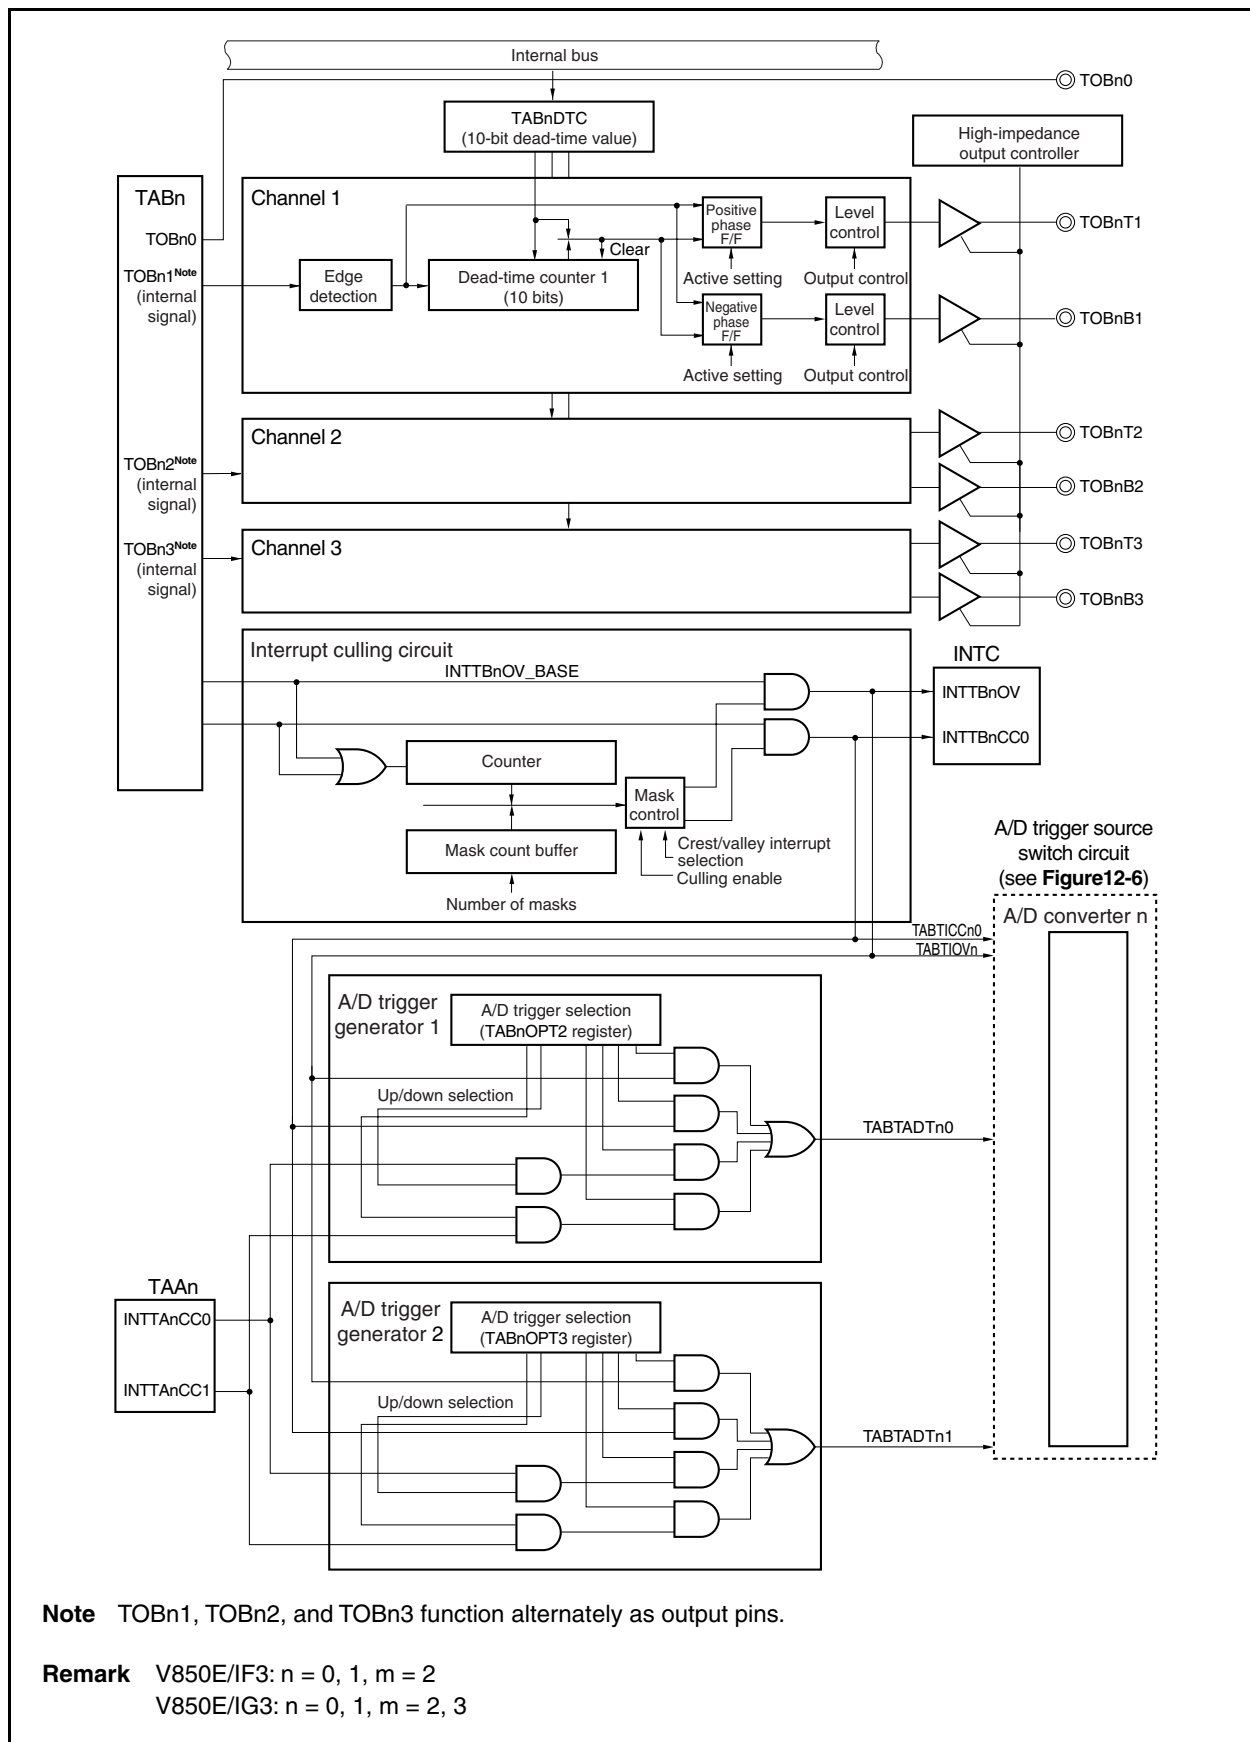 Internal bus
TOBn0
TABnDTC
(10-bit dead-time value)
High-impedance
output controller
TABn
TOBn0
TOBn1Note
(internal
signal)
TOBn2Note
(internal
signal)
TOBn3Note
(internal
signal)
Channel 1
Edge
detection
Dead-time counter 1
(10 bits)
Clear
Positive
phase
F/F
Level
control
Active setting
Output control
Negative
phase
F/F
Level
control
Active setting
Output control
TOBnT1
TOBnB1
Channel 2
TOBnT2
TOBnB2
Channel 3
TOBnT3
TOBnB3
Interrupt culling circuit
INTTBnOV_BASE
Counter
Mask count buffer
Number of masks
Mask
control
Crest/valley interrupt
selection
Culling enable
INTC
INTTBnOV
INTTBnCC0
A/D trigger source
switch circuit
(see Figure12-6)
A/D converter n
TABTICCn0
TABTIOVn
A/D trigger
generator 1
A/D trigger selection
(TABnOPT2 register)
Up/down selection
TABTADTn0
TAAn
INTTAnCC0
INTTAnCC1
A/D trigger
generator 2
A/D trigger selection
(TABnOPT3 register)
Up/down selection
TABTADTn1
Note TOBn1, TOBn2, and TOBn3 function alternately as output pins.
Remark V850E/IF3: n = 0, 1, m = 2
V850E/IG3: n = 0, 1, m = 2, 3